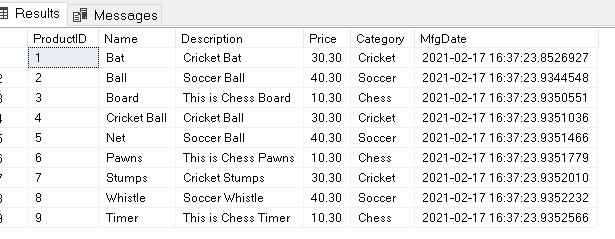 Results Messages
ProductID Name Description Price Category MfgDate
1 Bat Cricket Bat 30.30 Cricket 2021-02-17 16:37:23.8526927
2 2 Ball Soccer Ball 40.30 Soccer 2021-02-17 16:37:23.9344548
3 3 Board This is Chess Board 10.30 Chess 2021-02-17 16:37:23.9350551
4 4 Cricket Ball Cricket Ball 30.30 Cricket 2021-02-17 16:37:23.9351036
5 5 Net Soccer Ball 40.30 Soccer 2021-02-17 16:37:23.9351466
6 6 Pawns This is Chess Pawns 10.30 Chess 2021-02-17 16:37:23.9351779
7 7 Stumps Cricket Stumps 30.30 Cricket 2021-02-17 16:37:23.9352010
8 8 Whistle Soccer Whistle 40.30 Soccer 2021-02-17 16:37:23.9352232
9 9 Timer This is Chess Timer 10.30 Chess 2021-02-17 16:37:23.9352566